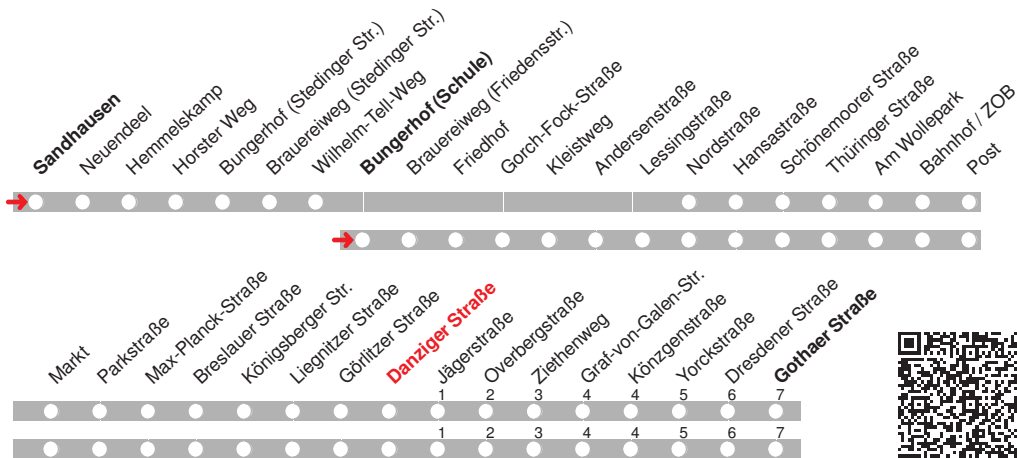 Sandhausen
Neuendeel
Hemmelskamp
Horster Weg
Bungerhof (Stedinger Str.)
Brauereiweg (Stedinger Str.)
Wilhelm-Tell-Weg
Bungerhof (Schule)
Brauereiweg (Friedensstr.)
Friedhof
Gorch-Fock-Straße
Kleistweg
Andersenstraße
Lessingstraße
Nordstraße
Hansastraße
Schönemoorer Straße
Thüringer Straße
Am Wollepark
Bahnhof / ZOB
Post
Markt
Parkstraße
Max-Planck-Straße
Breslauer Straße
Königsberger Str.
Liegnitzer Straße
Görlitzer Straße
Danziger Straße
Jägerstraße
Overbergstraße
Ziethenweg
Graf-von-Galen-Str.
Könzgenstraße
Yorckstraße
Dresdener Straße
Gothaer Straße
1 2 3 4 4 5 6 7
1 2 3 4 4 5 6 7